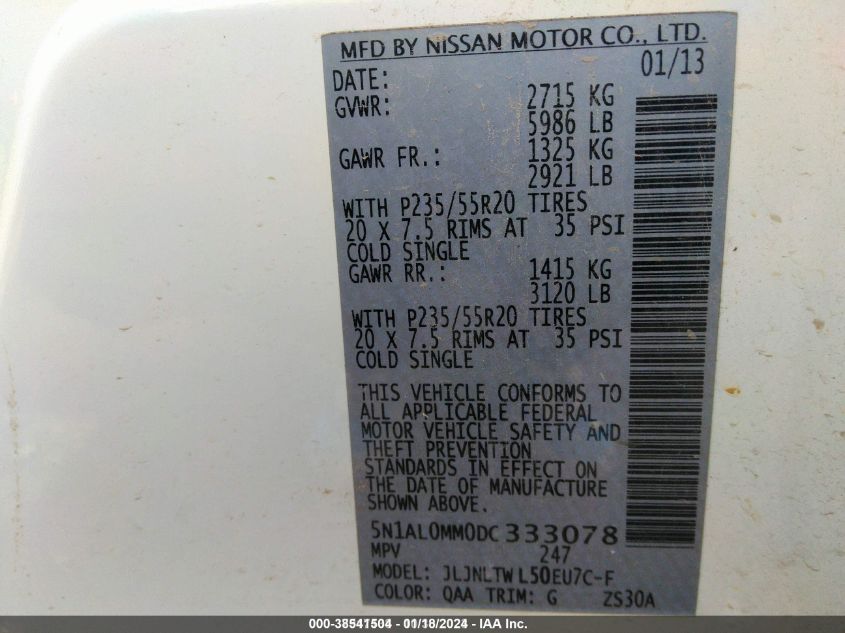 MFD BY NISSAN MOTOR CO., LTD.
DATE: 01/13
GVWR: 2715 KG
5986 LB
GAWR FR.: 1325 KG
2921 LB
WITH P235/55R20 TIRES
20 X 7.5 RIMS AT 35 PSI
COLD SINGLE
GAWR RR.: 1415 KG
3120 LB
WITH P235/55R20 TIRES
20 X 7.5 RIMS AT 35 PSI
COLD SINGLE
THIS VEHICLE CONFORMS TO
ALL APPLICABLE FEDERAL
MOTOR VEHICLE SAFETY AND
THEFT PREVENTION
STANDARDS IN EFFECT ON
THE DATE OF MANUFACTURE
SHOWN ABOVE.
5N1AL0MM0DC333078
MPV 247
MODEL: JLJNLTWL50EU7C-F
COLOR: QAA TRIM: G ZS30A
000-38541504 - 01/18/2024 - IAA Inc.